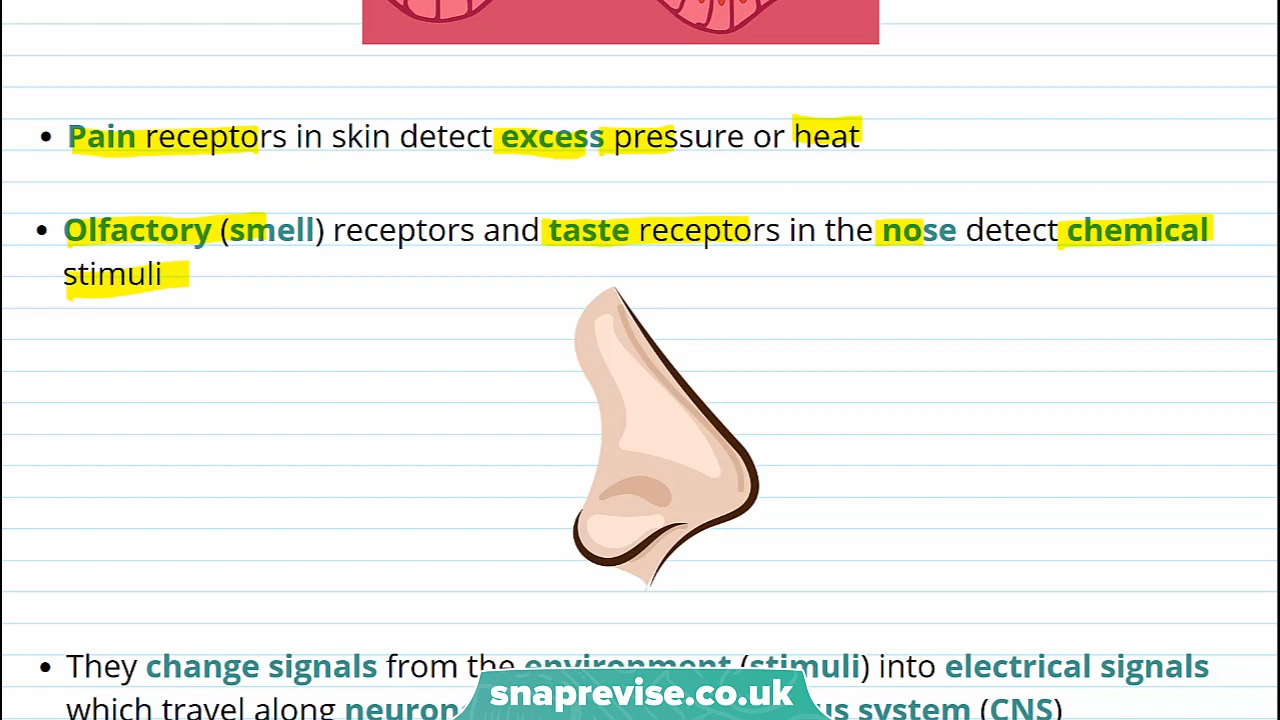 • Pain receptors in skin detect excess pressure or heat
• Olfactory (smell) receptors and taste receptors in the nose detect chemical
stimuli
• They change signals from the environment (stimuli) into electrical signals
which travel along system (CNS)
snaprevise.co.uk